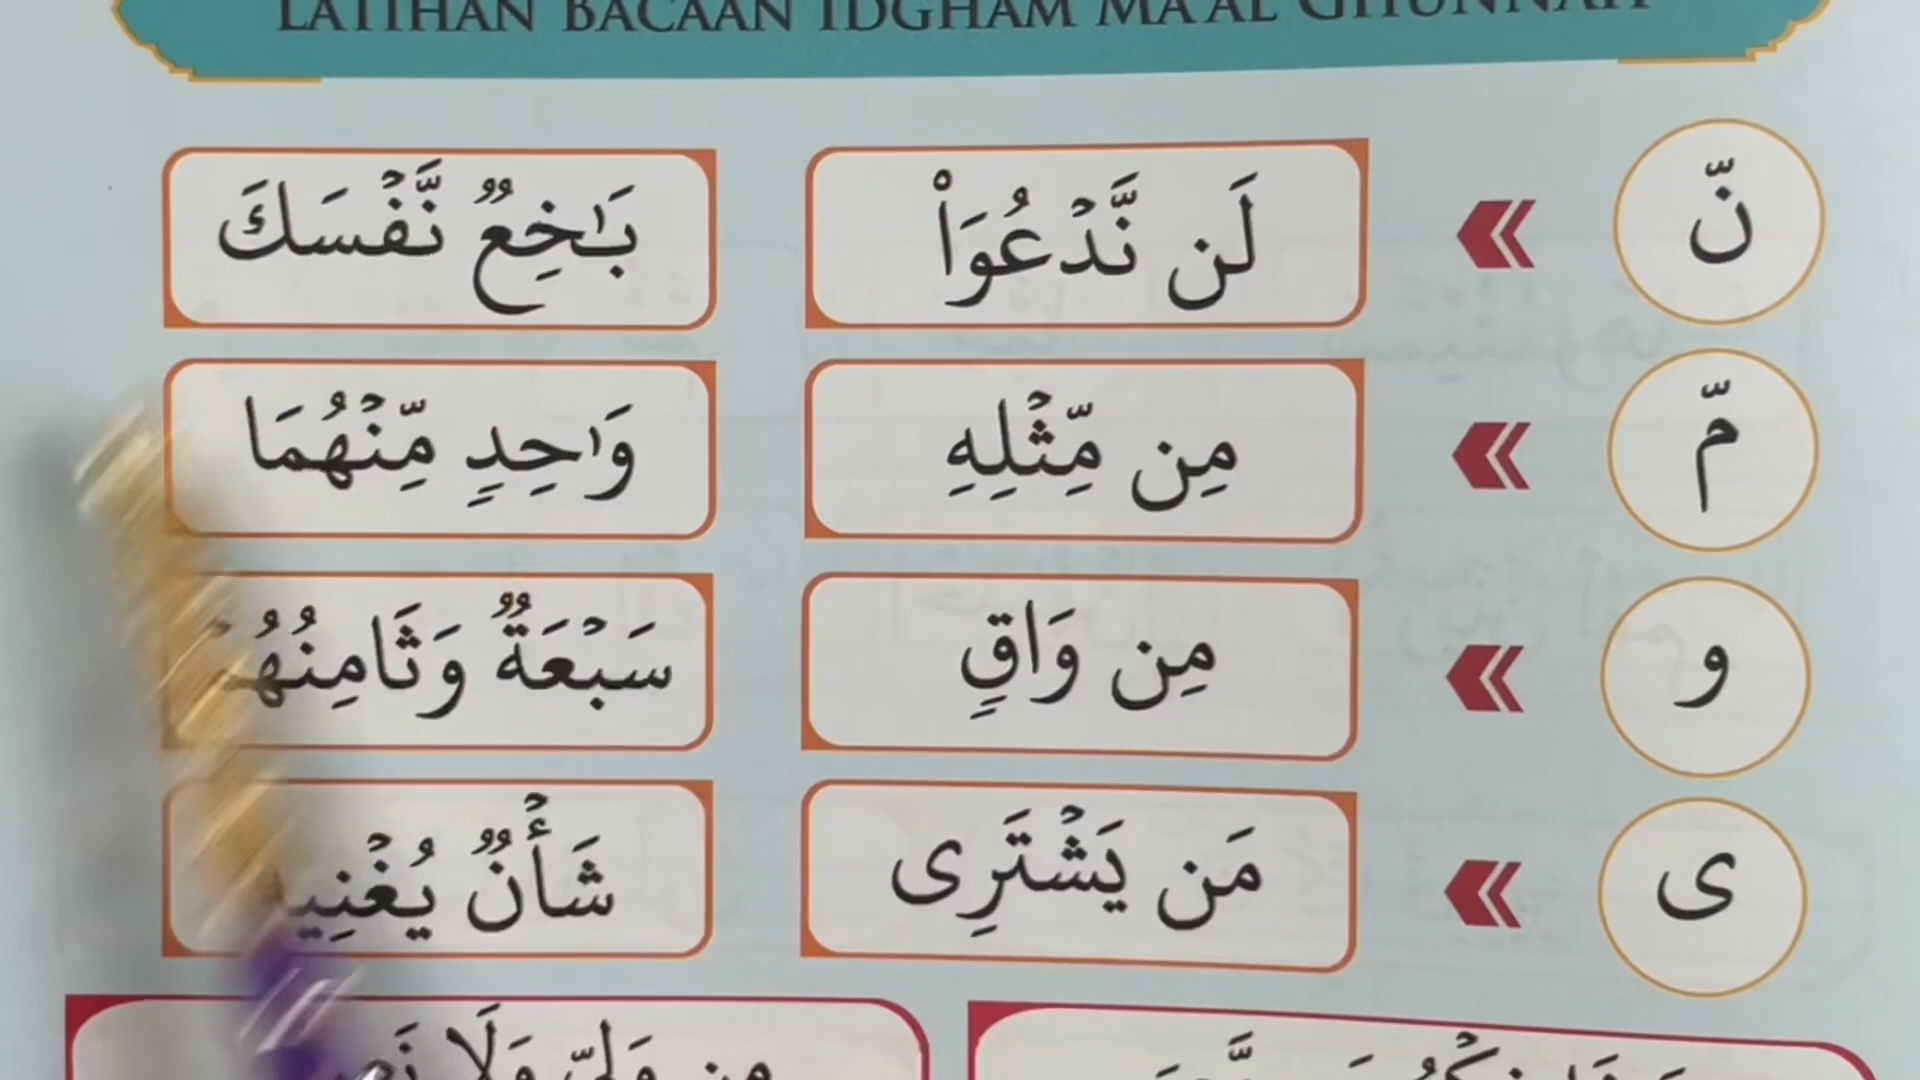 LATIHAN BACAAN IDGHAM MA'AL GHUNNAH
نّ لَن نَّدۡعُوَاْ بَـٰخِعٌ نَّفۡسَكَ
مّ مِن مِّثۡلِهِ وَٰحِدٍ مِّنۡهُمَا
و مِن وَاقٍ سَبۡعَةٌ وَثَامِنُهُمۡ
ى مَن يَشۡتَرِى شَأۡنٌ يُغۡنِيهِ
مِن وَلِىّٖ وَلَا